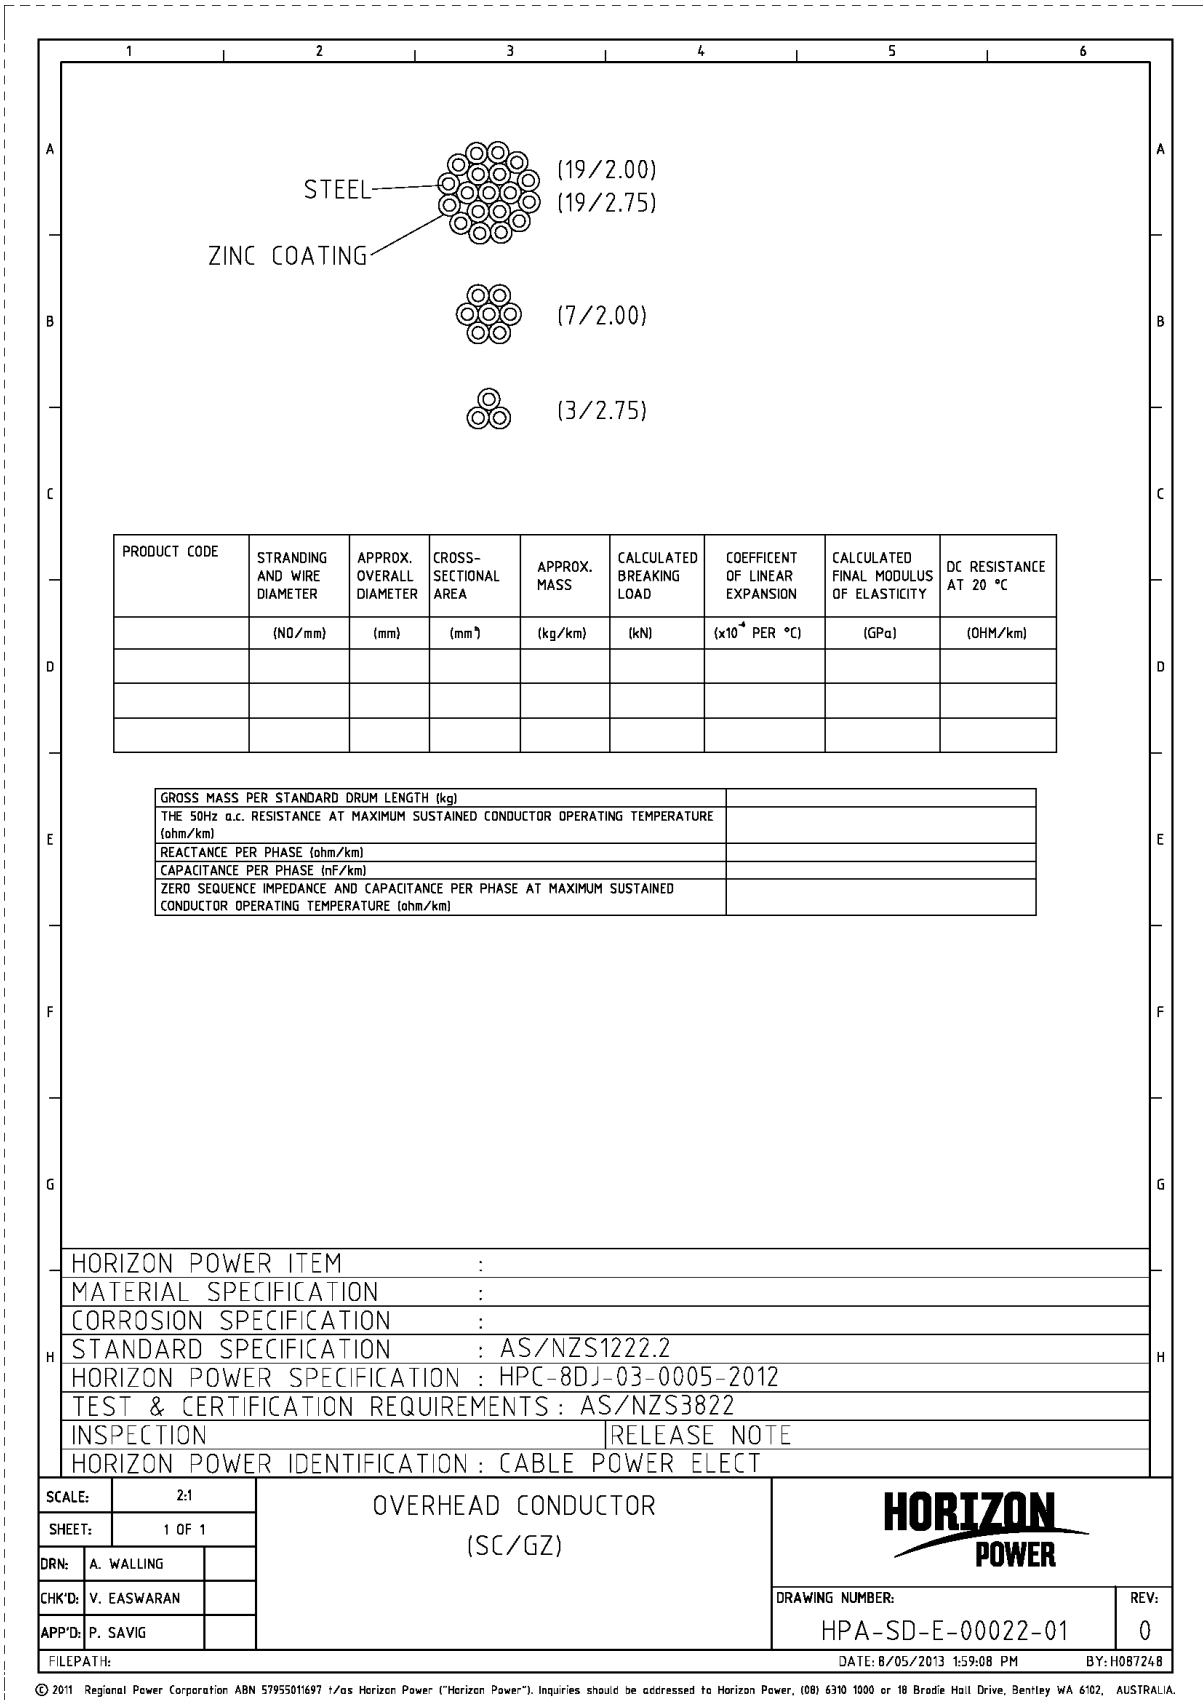 1 2 3 4 5 6
A A
STEEL
ZINC COATING
(19/2.00)
(19/2.75)
B B
(7/2.00)
(3/2.75)
C C
PRODUCT CODE
STRANDING
AND WIRE
DIAMETER
APPROX.
OVERALL
DIAMETER
CROSS-
SECTIONAL
AREA
APPROX.
MASS
CALCULATED
BREAKING
LOAD
COEFFICENT
OF LINEAR
EXPANSION
CALCULATED
FINAL MODULUS
OF ELASTICITY
DC RESISTANCE
AT 20 °C
(NO/mm) (mm) (mm²) (kg/km) (kN) (x10⁻⁶ PER °C) (GPa) (OHM/km)
D D
GROSS MASS PER STANDARD DRUM LENGTH (kg)
THE 50Hz a.c. RESISTANCE AT MAXIMUM SUSTAINED CONDUCTOR OPERATING TEMPERATURE
(ohm/km)
E E
REACTANCE PER PHASE (ohm/km)
CAPACITANCE PER PHASE (nF/km)
ZERO SEQUENCE IMPEDANCE AND CAPACITANCE PER PHASE AT MAXIMUM SUSTAINED
CONDUCTOR OPERATING TEMPERATURE (ohm/km)
F F
G G
HORIZON POWER ITEM :
MATERIAL SPECIFICATION :
CORROSION SPECIFICATION :
STANDARD SPECIFICATION : AS/NZS1222.2
H H
HORIZON POWER SPECIFICATION : HPC-8DJ-03-0005-2012
TEST & CERTIFICATION REQUIREMENTS : AS/NZS3822
INSPECTION RELEASE NOTE
HORIZON POWER IDENTIFICATION : CABLE POWER ELECT
SCALE: 2:1
SHEET: 1 OF 1
DRN: A. WALLING
CHK'D: V. EASWARAN
APP'D: P. SAVIG
OVERHEAD CONDUCTOR
(SC/GZ)
HORIZON
POWER
DRAWING NUMBER: REV:
HPA-SD-E-00022-01 0
FILEPATH: DATE: 8/05/2013 1:59:08 PM BY: H087248
© 2011 Regional Power Corporation ABN 57955011697 t/as Horizon Power ("Horizon Power"). Inquiries should be addressed to Horizon Power, (08) 6310 1000 or 18 Brodie Hall Drive, Bentley WA 6102, AUSTRALIA.